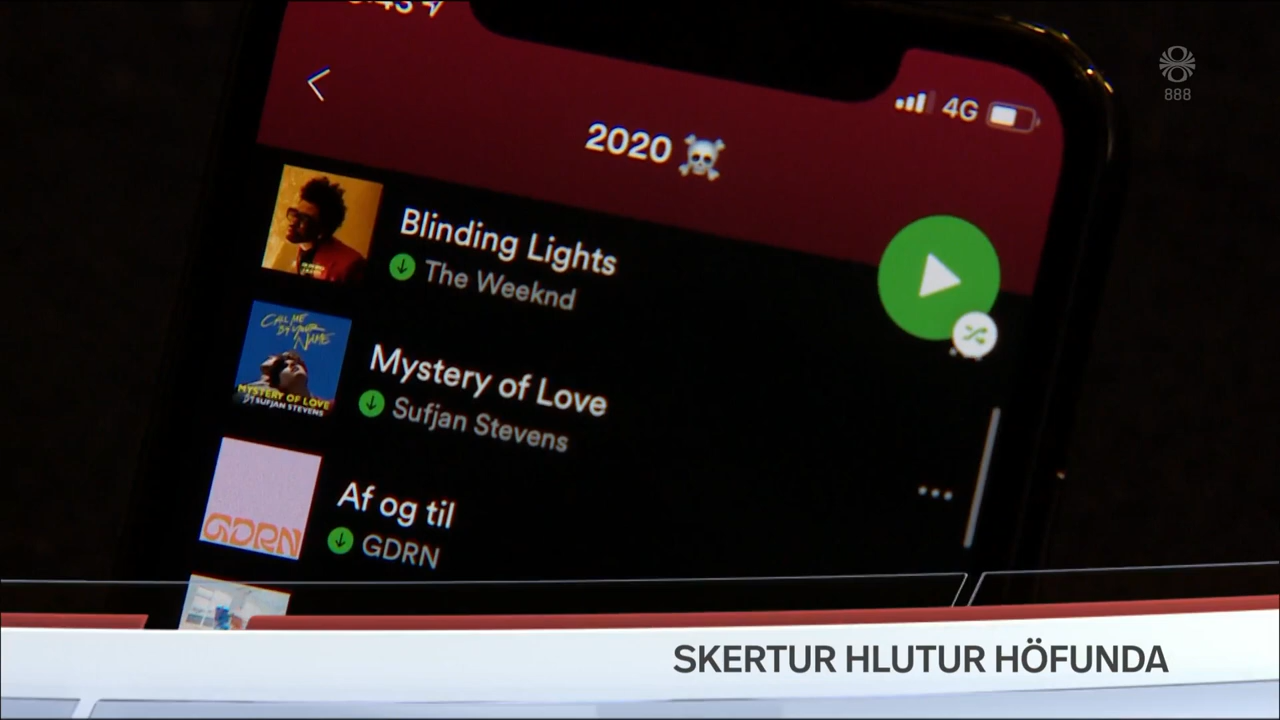 4G
2020 ☠️
Blinding Lights
The Weeknd
CALL ME
BY YOUR
NAME
MYSTERY OF LOVE
BY SUFJAN STEVENS
Mystery of Love
Sufjan Stevens
GDRN
Af og til
GDRN
888
SKERTUR HLUTUR HÖFUNDA